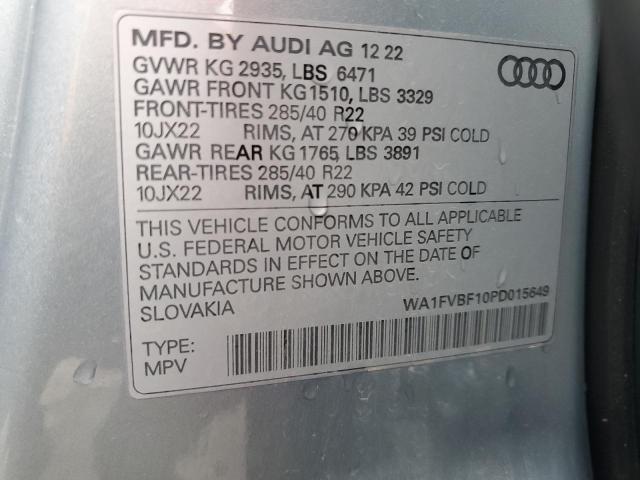 MFD. BY AUDI AG 12 22
GVWR KG 2935, LBS 6471
GAWR FRONT KG1510, LBS 3329
FRONT-TIRES 285/40 R22
10JX22 RIMS, AT 270 KPA 39 PSI COLD
GAWR REAR KG1765, LBS 3891
REAR-TIRES 285/40 R22
10JX22 RIMS, AT 290 KPA 42 PSI COLD
THIS VEHICLE CONFORMS TO ALL APPLICABLE
U.S. FEDERAL MOTOR VEHICLE SAFETY
STANDARDS IN EFFECT ON THE DATE OF
MANUFACTURE SHOWN ABOVE.
SLOVAKIA
WA1FVBF10PD015649
TYPE:
MPV